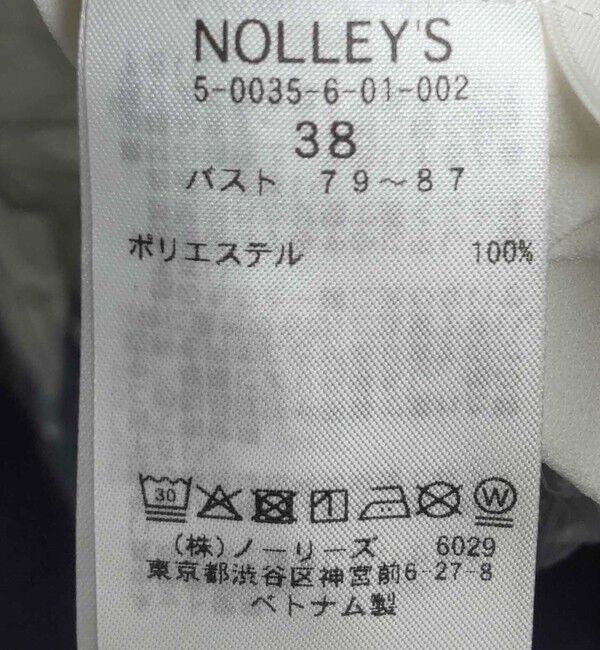 NOLLEY'S
5-0035-6-01-002
38
バスト 79~87
ポリエステル 100%
30
W
(株)ノーリーズ 6029
東京都渋谷区神宮前6-27-8
ベトナム製